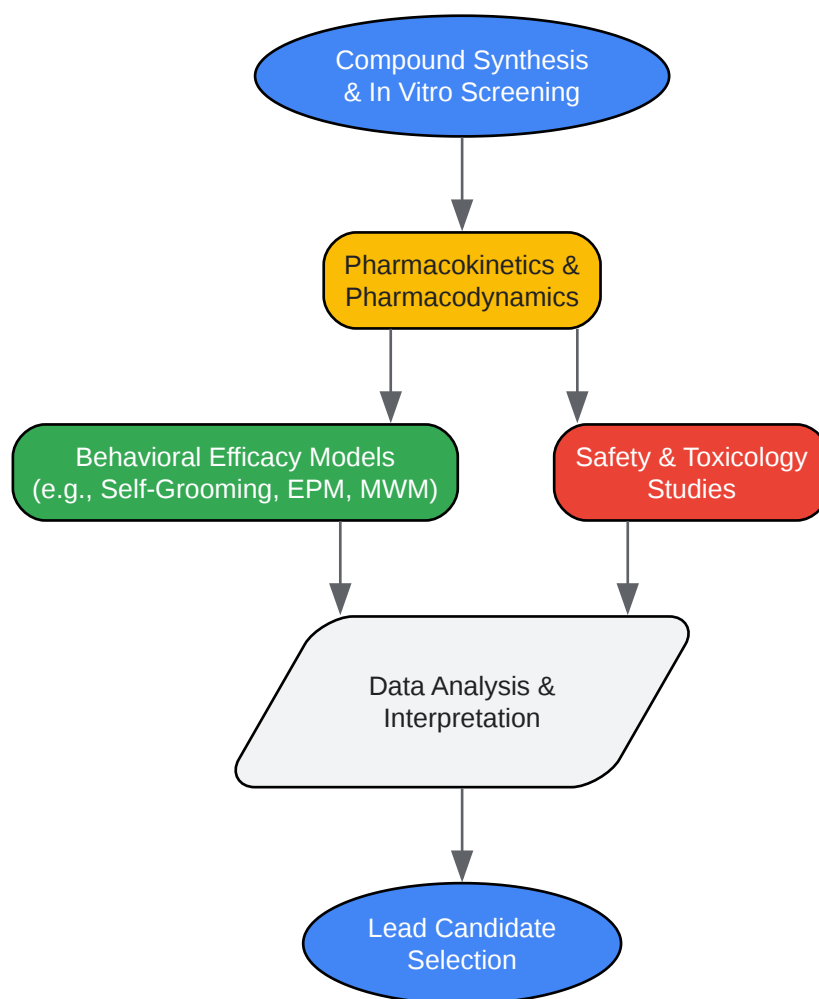 Compound Synthesis
& In Vitro Screening
Pharmacokinetics &
Pharmacodynamics
Behavioral Efficacy Models
(e.g., Self-Grooming, EPM, MWM)
Safety & Toxicology
Studies
Data Analysis &
Interpretation
Lead Candidate
Selection